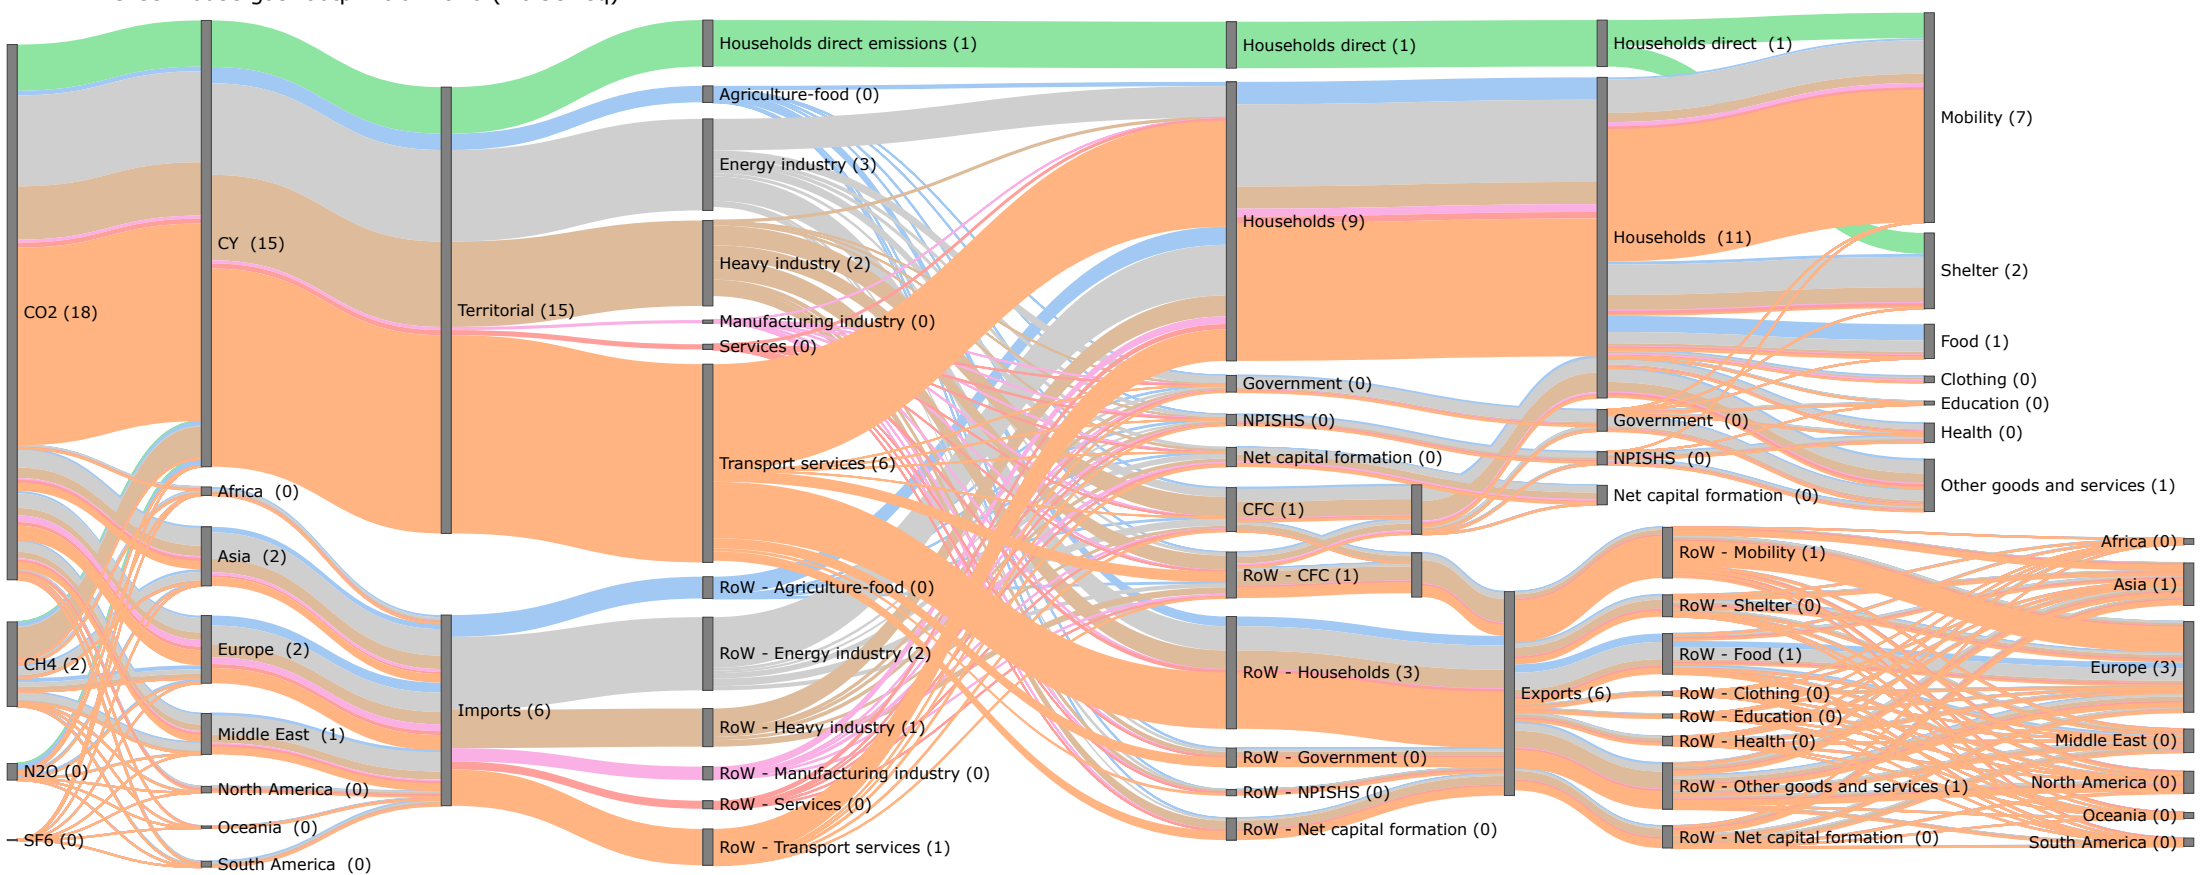 CO2 (18)
CH4 (2)
N2O (0)
SF6 (0)
CY  (15)
Africa  (0)
Asia  (2)
Europe  (2)
Middle East  (1)
North America  (0)
Oceania  (0)
South America  (0)
Territorial (15)
Imports (6)
Households direct emissions (1)
Agriculture-food (0)
Energy industry (3)
Heavy industry (2)
Manufacturing industry (0)
Services (0)
Transport services (6)
RoW - Agriculture-food (0)
RoW - Energy industry (2)
RoW - Heavy industry (1)
RoW - Manufacturing industry (0)
RoW - Services (0)
RoW - Transport services (1)
Households direct (1)
Households (9)
Government (0)
NPISHS (0)
Net capital formation (0)
CFC (1)
RoW - CFC (1)
RoW - Households (3)
RoW - Government (0)
RoW - NPISHS (0)
RoW - Net capital formation (0)
Exports (6)
Households direct  (1)
Households  (11)
Government  (0)
NPISHS  (0)
Net capital formation  (0)
RoW - Mobility (1)
RoW - Shelter (0)
RoW - Food (1)
RoW - Clothing (0)
RoW - Education (0)
RoW - Health (0)
RoW - Other goods and services (1)
RoW - Net capital formation  (0)
Mobility (7)
Shelter (2)
Food (1)
Clothing (0)
Education (0)
Health (0)
Other goods and services (1)
Africa (0)
Asia (1)
Europe (3)
Middle East (0)
North America (0)
Oceania (0)
South America (0)